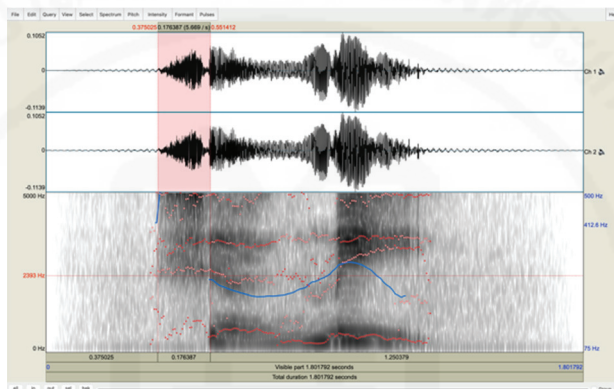 File Edit Query View Select Spectrum Pitch Intensity Formant Pulses
0.375025 0.176387 (5.669 / s) 0.551412
0.1052
0
-0.1139
Ch 1
0.1052
0
-0.1139
Ch 2
5000 Hz
500 Hz
412.6 Hz
2393 Hz
0 Hz
75 Hz
0.375025 0.176387 1.250379
0 Visible part 1.801792 seconds 1.801792
Total duration 1.801792 seconds